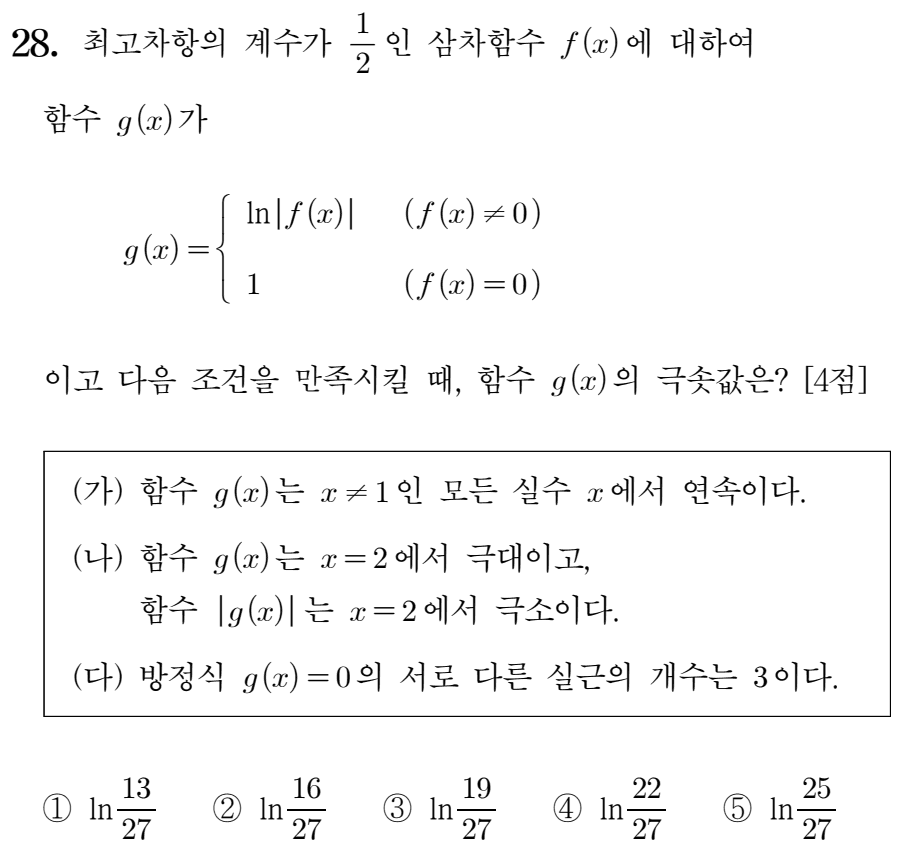 28. 최고차항의 계수가 1/2 인 삼차함수 f(x)에 대하여
함수 g(x)가
g(x) = { ln|f(x)| (f(x)≠0)
1 (f(x)=0)
이고 다음 조건을 만족시킬 때, 함수 g(x)의 극솟값은? [4점]
(가) 함수 g(x)는 x≠1인 모든 실수 x에서 연속이다.
(나) 함수 g(x)는 x=2에서 극대이고,
함수 |g(x)|는 x=2에서 극소이다.
(다) 방정식 g(x)=0의 서로 다른 실근의 개수는 3이다.
① ln 13/27 ② ln 16/27 ③ ln 19/27 ④ ln 22/27 ⑤ ln 25/27